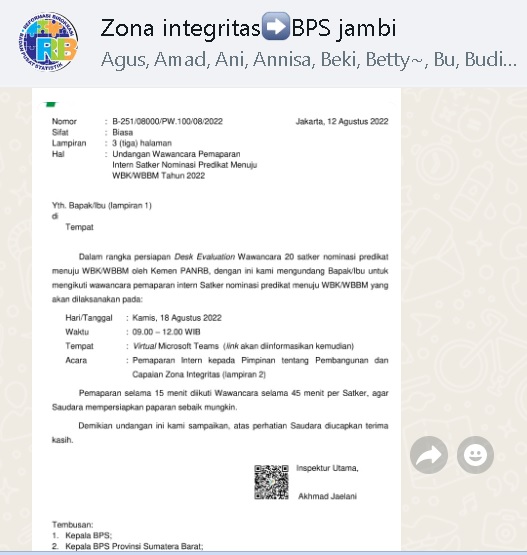 Zona integritas➡BPS jambi
Agus, Amad, Ani, Annisa, Beki, Betty~, Bu, Budi...
Nomor : B-251/08000/PW.100/08/2022 Jakarta, 12 Agustus 2022
Sifat : Biasa
Lampiran : 3 (tiga) halaman
Hal : Undangan Wawancara Pemaparan
Intern Satker Nominasi Predikat Menuju
WBK/WBBM Tahun 2022
Yth. Bapak/Ibu (lampiran 1)
di
Tempat
Dalam rangka persiapan Desk Evaluation Wawancara 20 satker nominasi predikat
menuju WBK/WBBM oleh Kemen PANRB, dengan ini kami mengundang Bapak/Ibu untuk
mengikuti wawancara pemaparan intern Satker nominasi predikat menuju WBK/WBBM yang
akan dilaksanakan pada:
Hari/Tanggal : Kamis, 18 Agustus 2022
Waktu : 09.00 – 12.00 WIB
Tempat : Virtual Microsoft Teams (link akan diinformasikan kemudian)
Acara : Pemaparan Intern kepada Pimpinan tentang Pembangunan dan
Capaian Zona Integritas (lampiran 2)
Pemaparan selama 15 menit diikuti Wawancara selama 45 menit per Satker, agar
Saudara mempersiapkan paparan sebaik mungkin.
Demikian undangan ini kami sampaikan, atas perhatian Saudara diucapkan terima
kasih.
Inspektur Utama,
Akhmad Jaelani
Tembusan:
1. Kepala BPS;
2. Kepala BPS Provinsi Sumatera Barat;